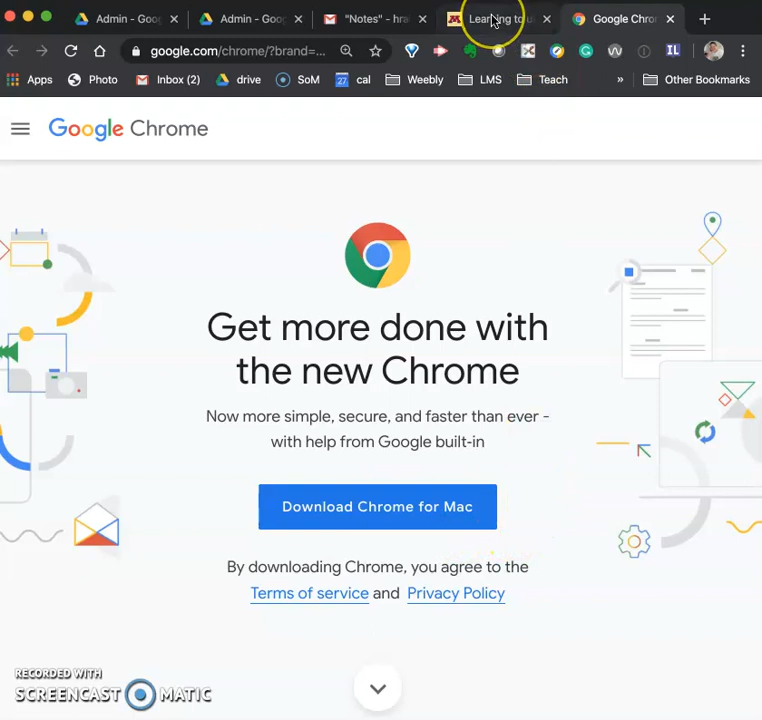 Admin - Goo
Admin - Goo
"Notes" - hra
Learning to u
Google Chro
google.com/chrome/?brand=...
Apps
Photo
Inbox (2)
drive
SoM
27
cal
Weebly
LMS
Teach
»
Other Bookmarks
Google Chrome
Get more done with
the new Chrome
Now more simple, secure, and faster than ever -
with help from Google built-in
Download Chrome for Mac
By downloading Chrome, you agree to the
Terms of service and Privacy Policy
RECORDED WITH
SCREENCAST MATIC